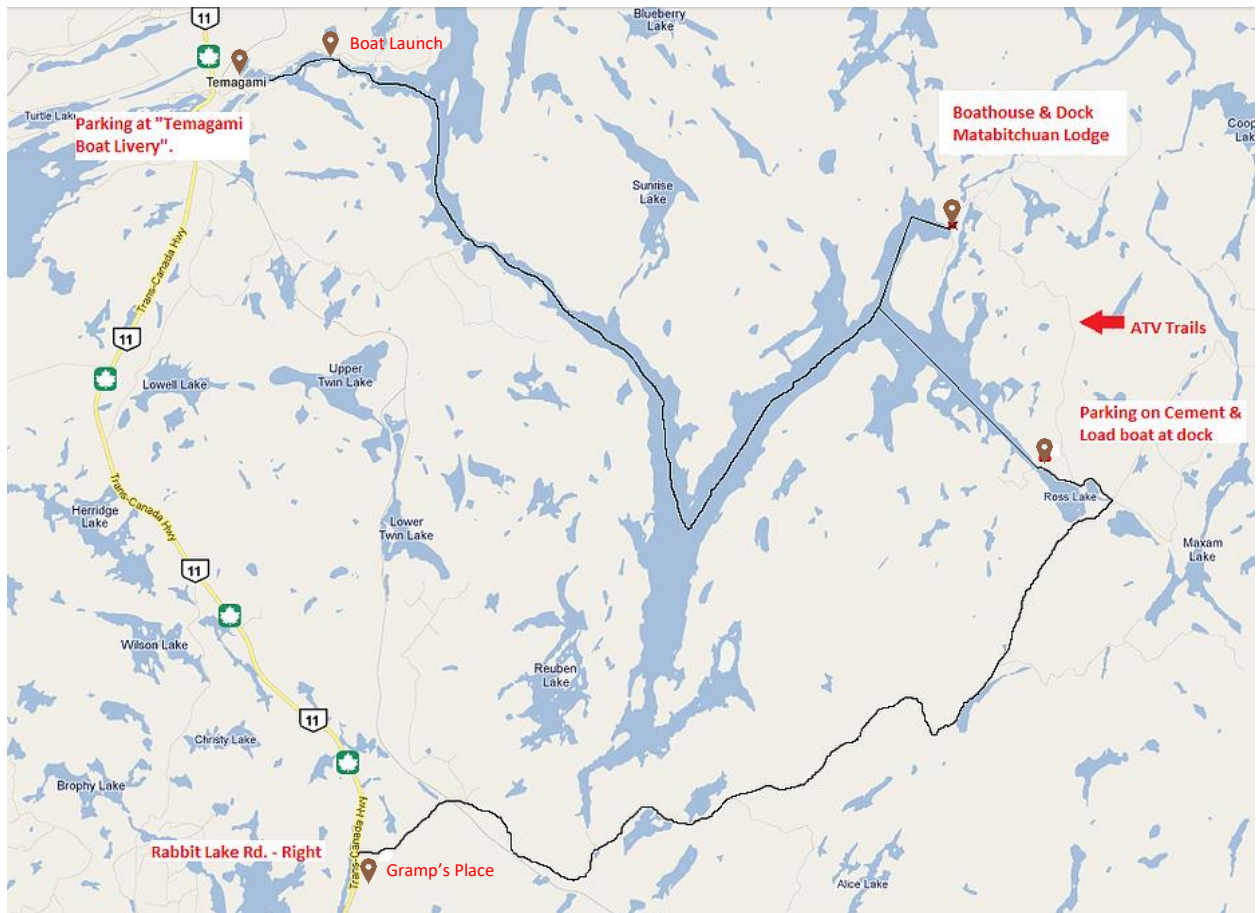 11
Blueberry
Lake
Boat Launch
Temagami
Turtle Lake
Parking at "Temagami
Boat Livery".
Boathouse & Dock
Matabitchuan Lodge
Sunrise
Lake
Trans-Canada Hwy
11
ATV Trails
Upper
Twin Lake
Lowell Lake
Parking on Cement &
Load boat at dock
Trans-Canada Hwy
Ross Lake
Herridge
Lake
Lower
Twin Lake
Maxam
Lake
11
Wilson Lake
Reuben
Lake
11
Christy Lake
Brophy Lake
Trans-Canada Hwy
Rabbit Lake Rd. - Right
Gramp's Place
Alice Lake